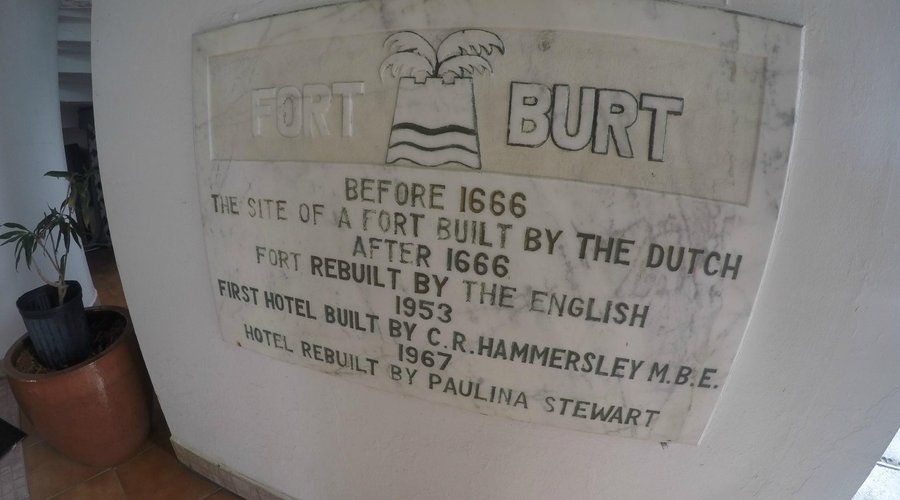 FORT BURT
BEFORE 1666
THE SITE OF A FORT BUILT BY THE DUTCH
AFTER 1666
FORT REBUILT BY THE ENGLISH
1953
FIRST HOTEL BUILT BY C.R.HAMMERSLEY M.B.E.
1967
HOTEL REBUILT BY PAULINA STEWART